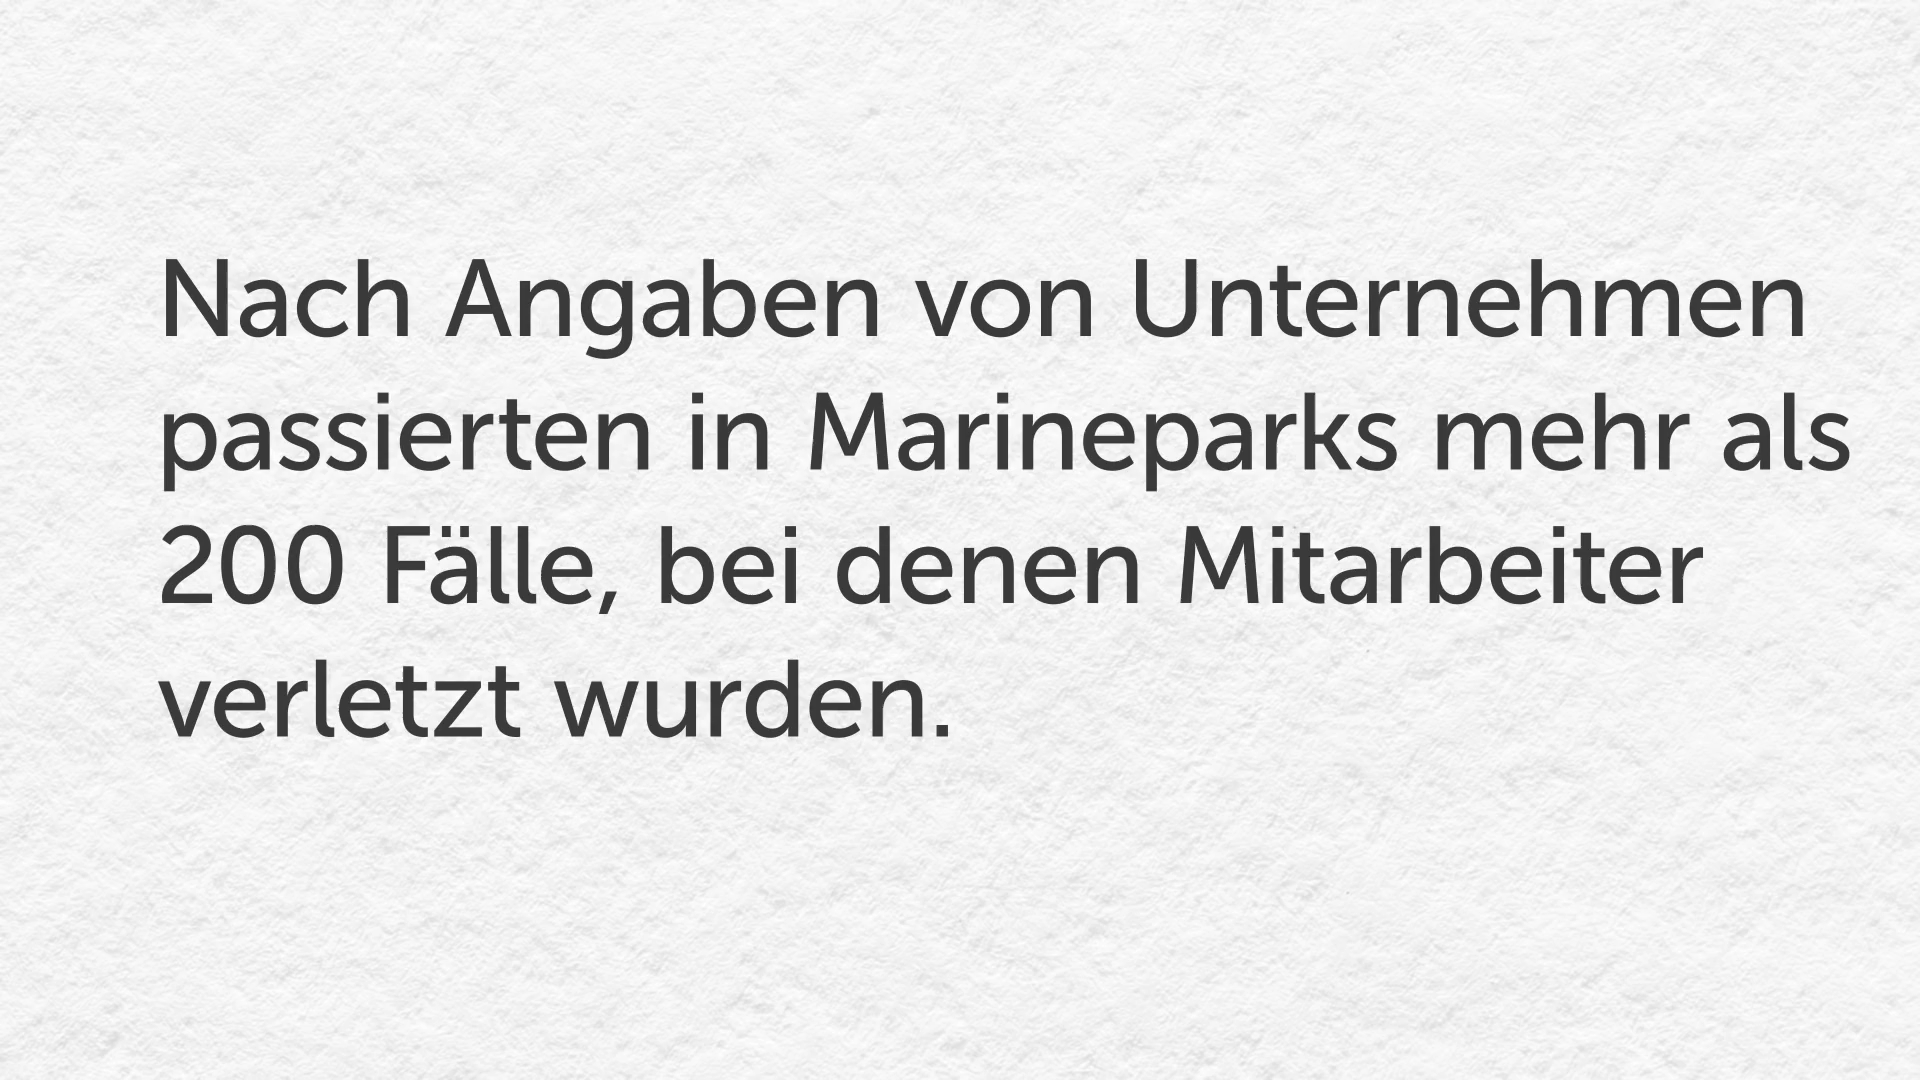 Nach Angaben von Unternehmen
passierten in Marineparks mehr als
200 Fälle, bei denen Mitarbeiter
verletzt wurden.